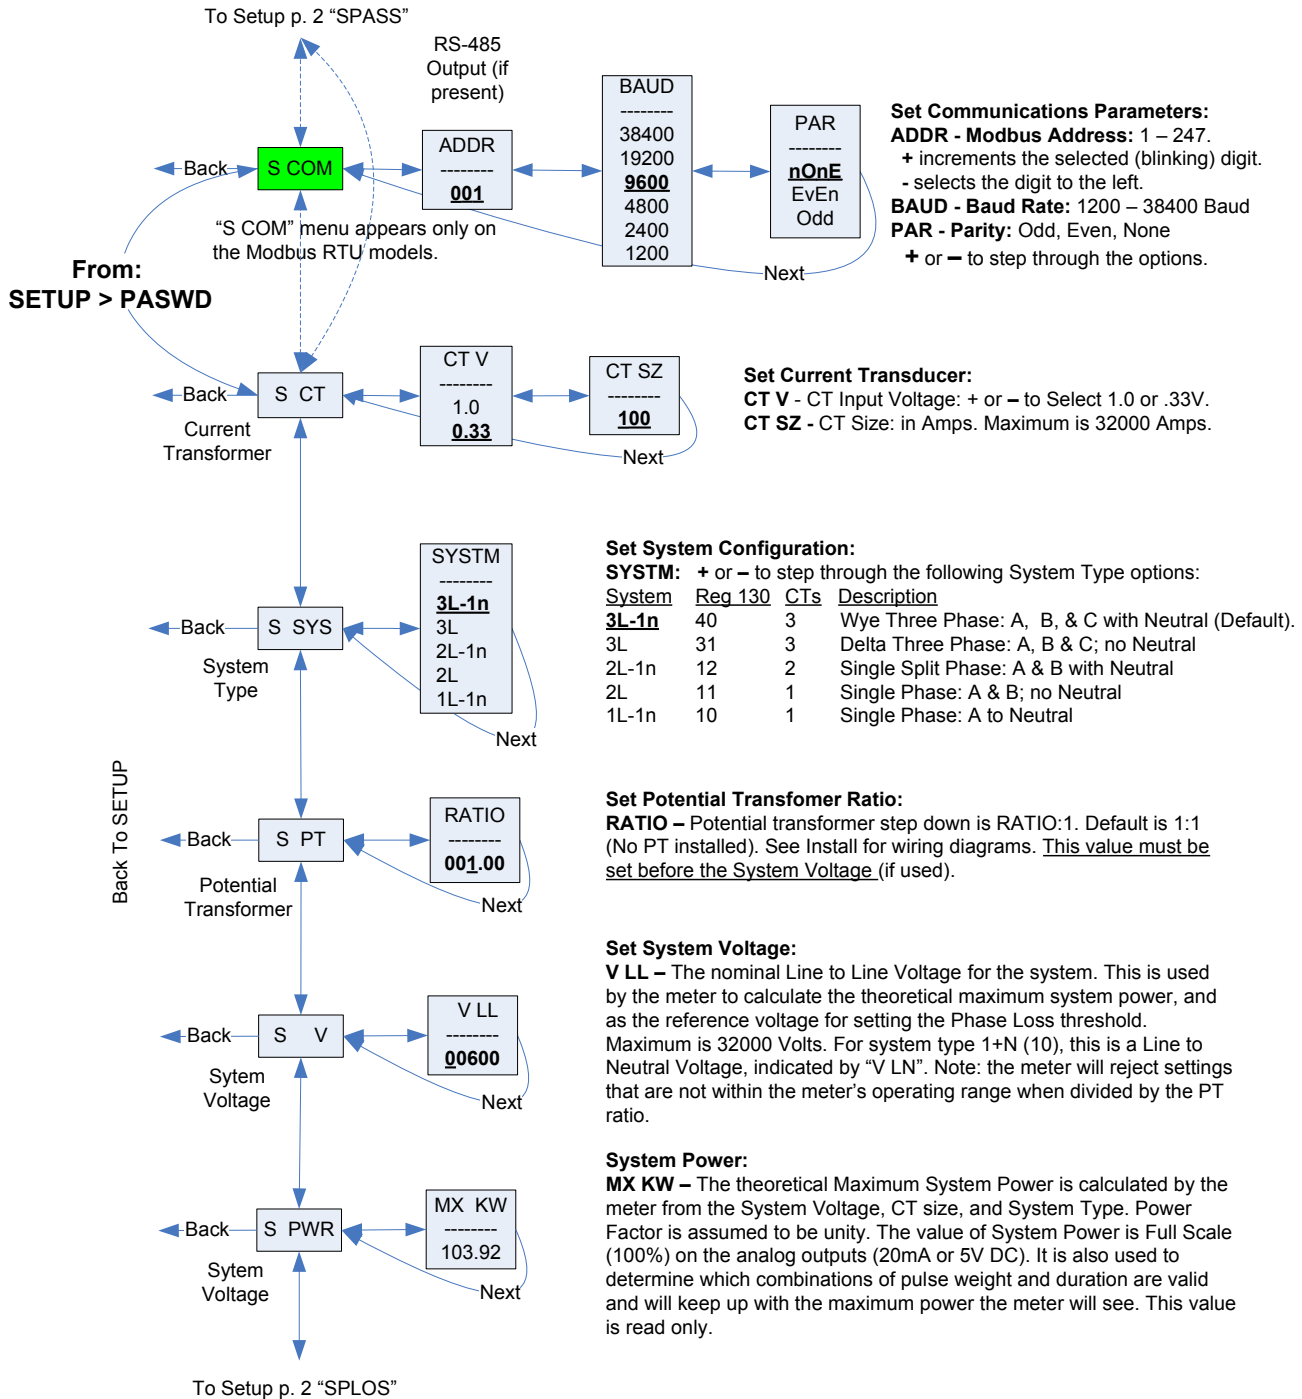 To Setup p. 2 “SPASS”
RS-485
Output (if
present)
Back
S COM
ADDR
--------
001
BAUD
--------
38400
19200
9600
4800
2400
1200
PAR
--------
nOnE
EvEn
Odd
Next
“S COM” menu appears only on
the Modbus RTU models.
Set Communications Parameters:
ADDR - Modbus Address: 1 – 247.
+ increments the selected (blinking) digit.
- selects the digit to the left.
BAUD - Baud Rate: 1200 – 38400 Baud
PAR - Parity: Odd, Even, None
+ or – to step through the options.
From:
SETUP > PASWD
Back
S CT
Current
Transformer
CT V
--------
1.0
0.33
CT SZ
--------
100
Next
Set Current Transducer:
CT V - CT Input Voltage: + or – to Select 1.0 or .33V.
CT SZ - CT Size: in Amps. Maximum is 32000 Amps.
Back
S SYS
System
Type
SYSTM
--------
3L-1n
3L
2L-1n
2L
1L-1n
Next
Set System Configuration:
SYSTM: + or – to step through the following System Type options:
System Reg 130 CTs Description
3L-1n 40 3 Wye Three Phase: A, B, & C with Neutral (Default).
3L 31 3 Delta Three Phase: A, B & C; no Neutral
2L-1n 12 2 Single Split Phase: A & B with Neutral
2L 11 1 Single Phase: A & B; no Neutral
1L-1n 10 1 Single Phase: A to Neutral
Back To SETUP
Back
S PT
Potential
Transformer
RATIO
--------
001.00
Next
Set Potential Transfomer Ratio:
RATIO – Potential transformer step down is RATIO:1. Default is 1:1
(No PT installed). See Install for wiring diagrams. This value must be
set before the System Voltage (if used).
Back
S V
Sytem
Voltage
V LL
--------
00600
Next
Set System Voltage:
V LL – The nominal Line to Line Voltage for the system. This is used
by the meter to calculate the theoretical maximum system power, and
as the reference voltage for setting the Phase Loss threshold.
Maximum is 32000 Volts. For system type 1+N (10), this is a Line to
Neutral Voltage, indicated by “V LN”. Note: the meter will reject settings
that are not within the meter’s operating range when divided by the PT
ratio.
Back
S PWR
Sytem
Voltage
MX KW
--------
103.92
Next
System Power:
MX KW – The theoretical Maximum System Power is calculated by the
meter from the System Voltage, CT size, and System Type. Power
Factor is assumed to be unity. The value of System Power is Full Scale
(100%) on the analog outputs (20mA or 5V DC). It is also used to
determine which combinations of pulse weight and duration are valid
and will keep up with the maximum power the meter will see. This value
is read only.
To Setup p. 2 “SPLOS”